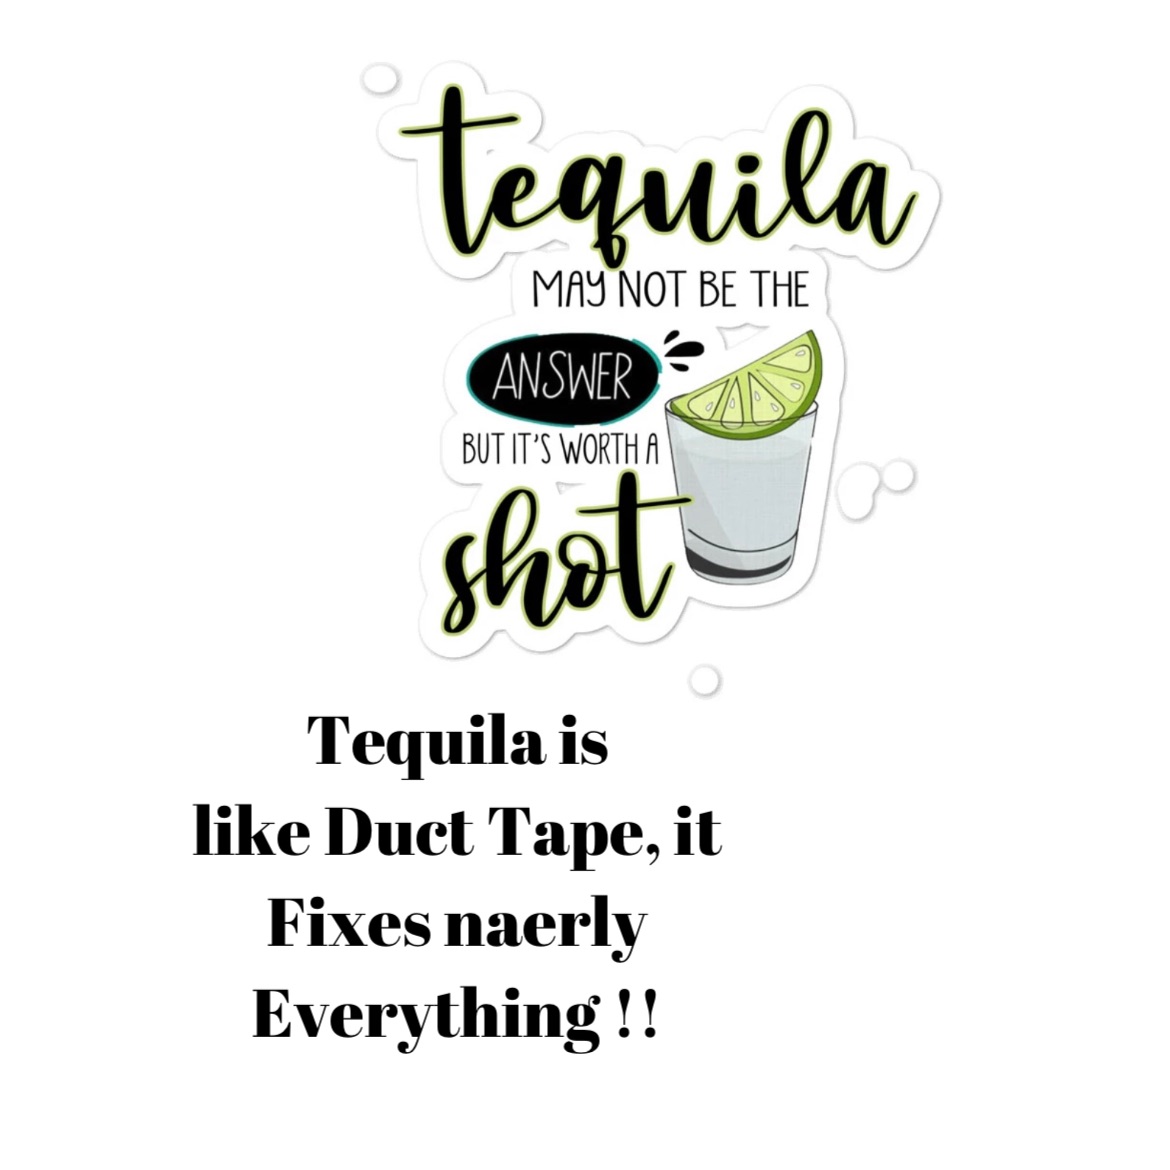 tequila
MAY NOT BE THE
ANSWER
BUT IT'S WORTH A
shot
Tequila is
like Duct Tape, it
Fixes naerly
Everything !!